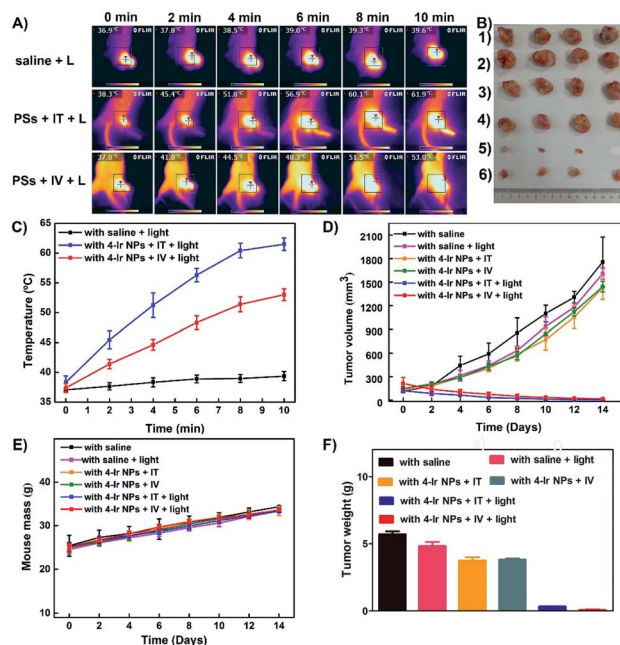 A)
0 min 2 min 4 min 6 min 8 min 10 min
saline + L
36.9°C 37.8°C 38.5°C 39.0°C 39.3°C 39.6°C
FLIR
PSs + IT + L
38.3°C 45.4°C 51.8°C 56.9°C 60.1°C 61.9°C
FLIR
PSs + IV + L
37.0°C 41.9°C 44.5°C 48.3°C 51.5°C 53.0°C
B)
1)
2)
3)
4)
5)
6)
C)
with saline + light
with 4-Ir NPs + IT + light
with 4-Ir NPs + IV + light
Temperature (°C)
65
60
55
50
45
40
35
0 2 4 6 8 10
Time (min)
D)
with saline
with saline + light
with 4-Ir NPs + IT
with 4-Ir NPs + IV
with 4-Ir NPs + IT + light
with 4-Ir NPs + IV + light
Tumor volume (mm3)
2100
1800
1500
1200
900
600
300
0
0 2 4 6 8 10 12 14
Time (Days)
E)
with saline
with saline + light
with 4-Ir NPs + IT
with 4-Ir NPs + IV
with 4-Ir NPs + IT + light
with 4-Ir NPs + IV + light
Mouse mass (g)
40
30
20
10
0 2 4 6 8 10 12 14
Time (Days)
F)
with saline with saline + light
with 4-Ir NPs + IT with 4-Ir NPs + IV
with 4-Ir NPs + IT + light
with 4-Ir NPs + IV + light
Tumor weight (g)
10
5
0